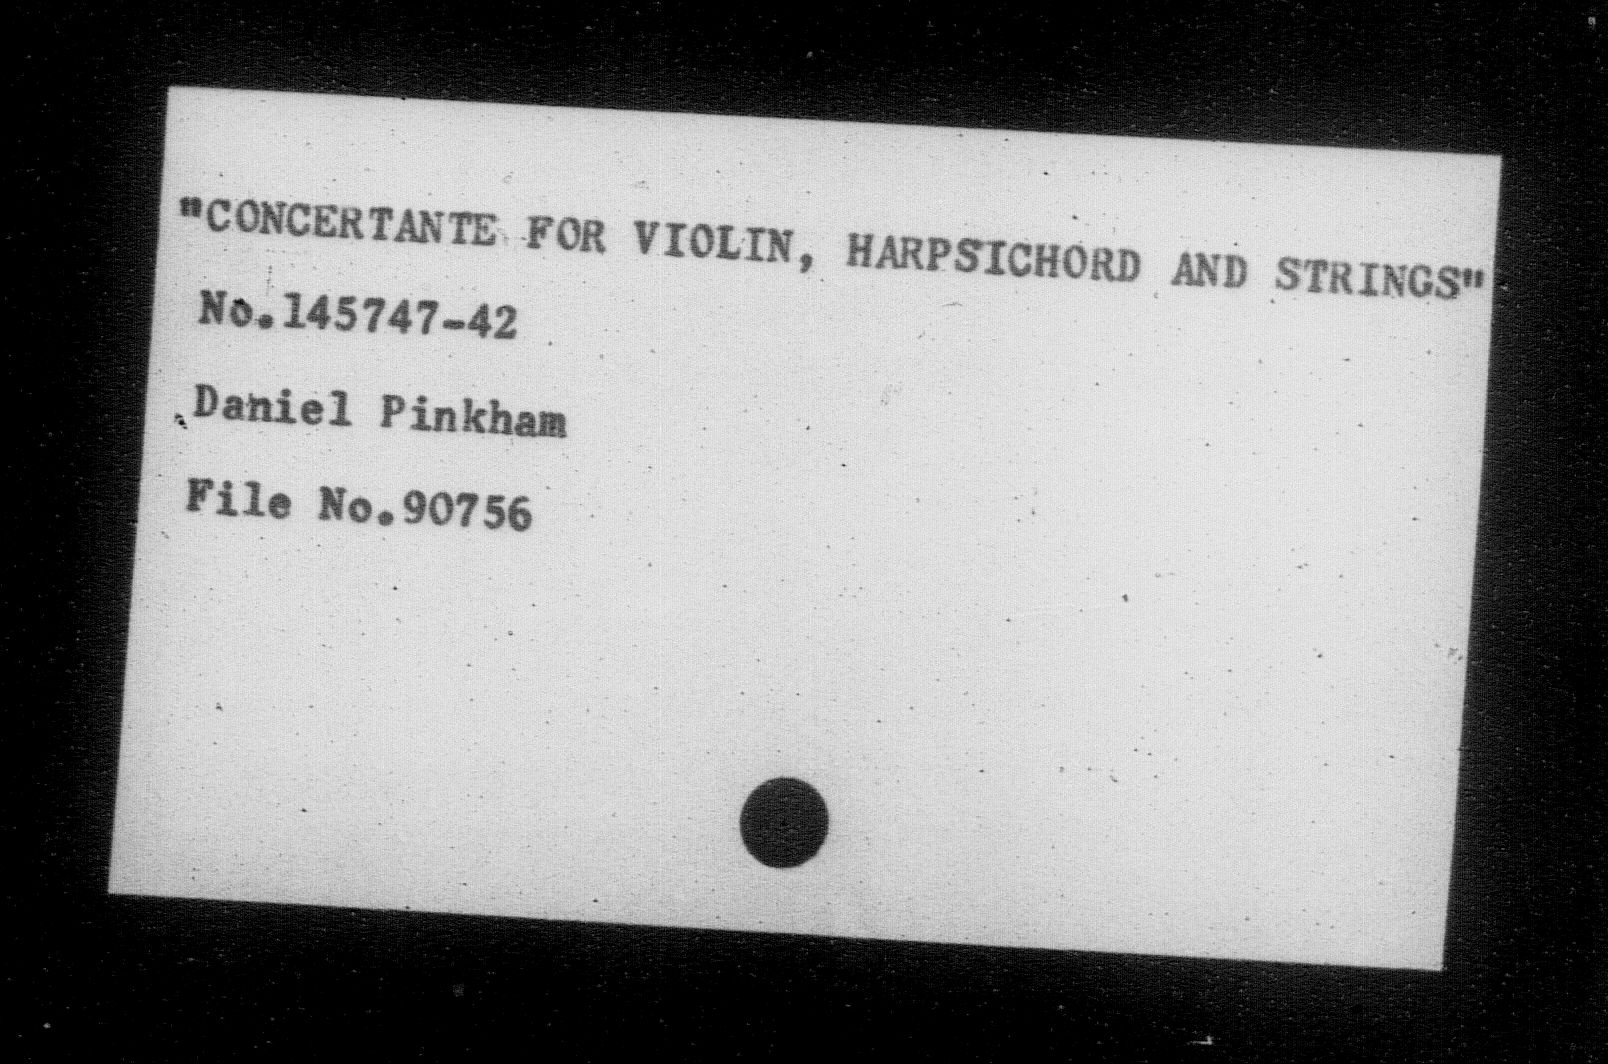 "CONCERTANTE FOR VIOLIN, HARPSICHORD AND STRINGS"
No.145747-42
Daniel Pinkham
File No.90756